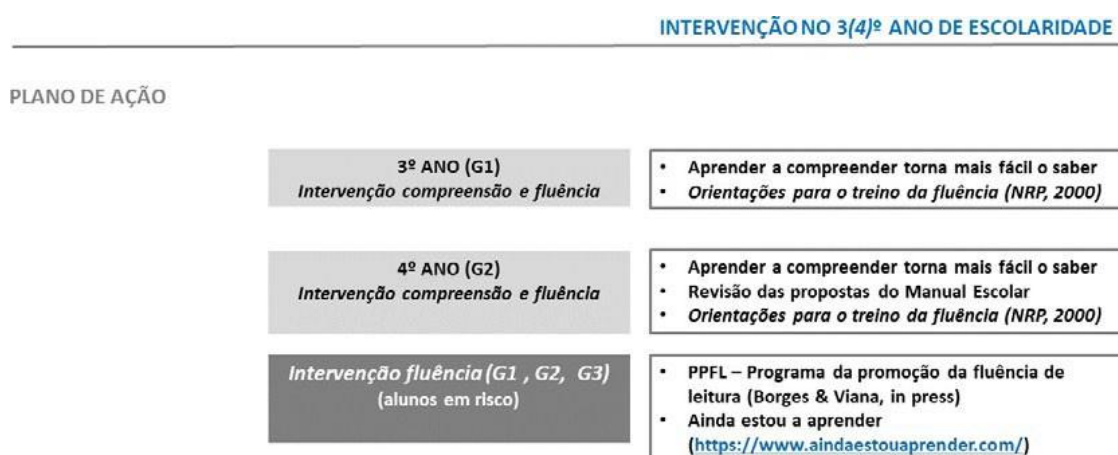 INTERVENÇÃO NO 3(4)º ANO DE ESCOLARIDADE
PLANO DE AÇÃO
3º ANO (G1)
Intervenção compreensão e fluência
• Aprender a compreender torna mais fácil o saber
• Orientações para o treino da fluência (NRP, 2000)
4º ANO (G2)
Intervenção compreensão e fluência
• Aprender a compreender torna mais fácil o saber
• Revisão das propostas do Manual Escolar
• Orientações para o treino da fluência (NRP, 2000)
Intervenção fluência (G1 , G2, G3)
(alunos em risco)
• PPFL – Programa da promoção da fluência de
leitura (Borges & Viana, in press)
• Ainda estou a aprender
(https://www.aindaestouaprender.com/)